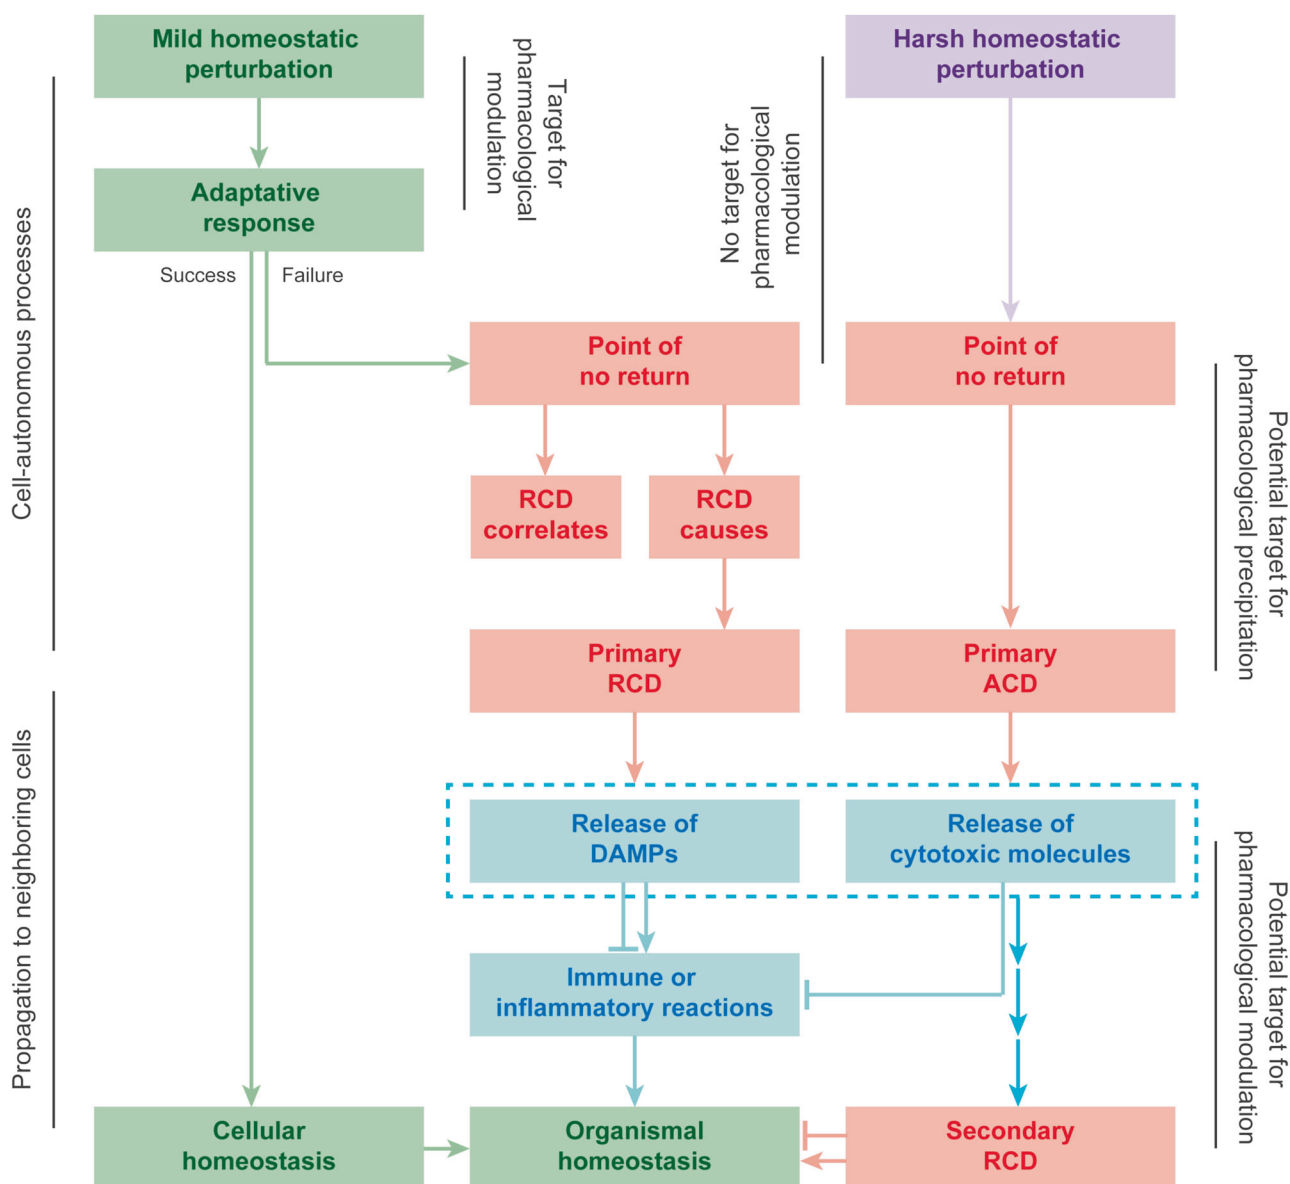 Mild homeostatic
perturbation
Target for
pharmacological
modulation
No target for
pharmacological
modulation
Harsh homeostatic
perturbation
Adaptative
response
Success
Failure
Cell-autonomous processes
Point of
no return
Point of
no return
Potential target for
pharmacological precipitation
RCD
correlates
RCD
causes
Primary
RCD
Primary
ACD
Propagation to neighboring cells
Release of
DAMPs
Release of
cytotoxic molecules
Potential target for
pharmacological modulation
Immune or
inflammatory reactions
Cellular
homeostasis
Organismal
homeostasis
Secondary
RCD